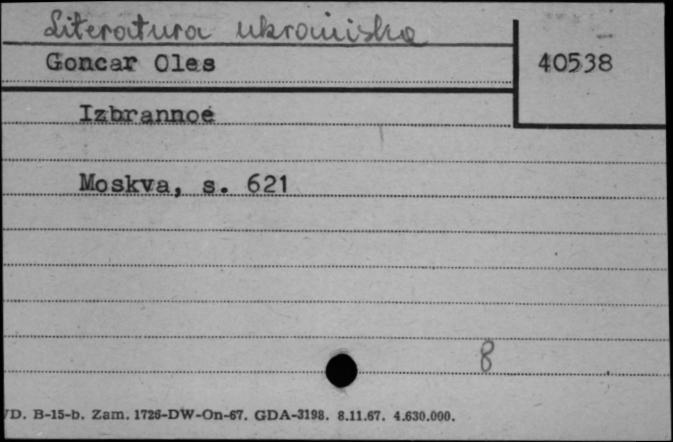 Literatura ukraińska
Goncar Oles 40538
Izbrannoe
Moskva, s. 621
8
D. B-15-b. Zam. 1726-DW-On-67. GDA-3198. 8.11.67. 4.630.000.